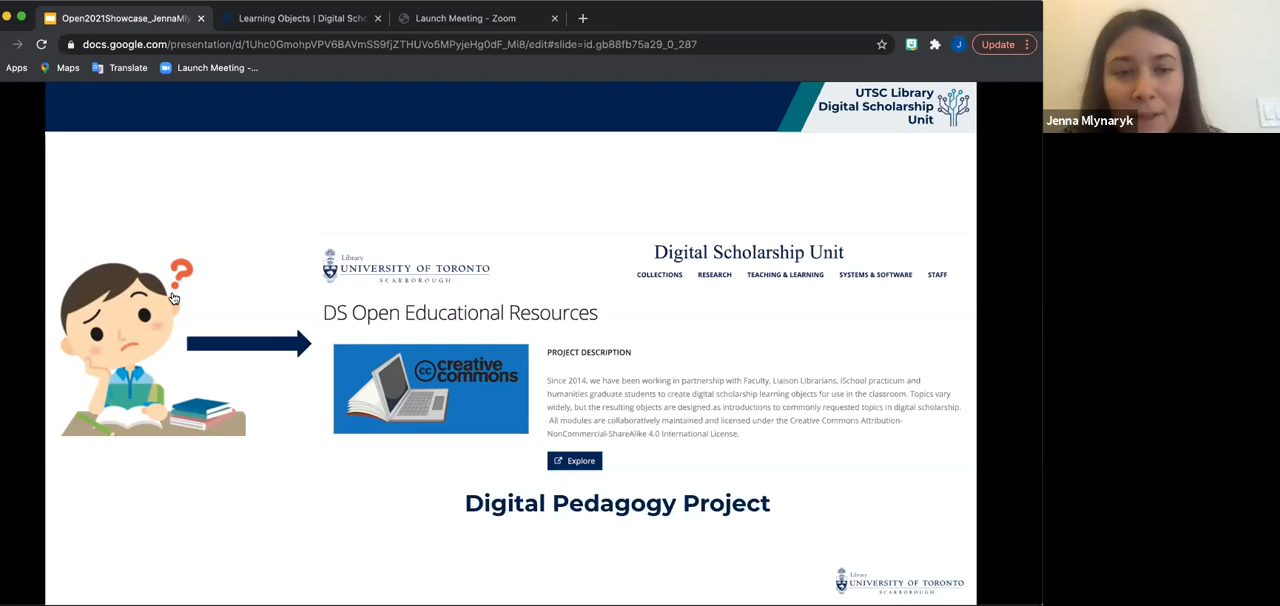 Open2021Showcase_JennaMly
Learning Objects | Digital Scho
Launch Meeting - Zoom
docs.google.com/presentation/d/1Uhc0GmohpVPV6BAVmSS9fjZTHUVo5MPyjeHg0dF_Mi8/edit#slide=id.gb88fb75a29_0_287
J
Update
Apps
Maps
Translate
Launch Meeting -...
UTSC Library
Digital Scholarship
Unit
Jenna Mlynaryk
?
Library
UNIVERSITY OF TORONTO
SCARBOROUGH
Digital Scholarship Unit
COLLECTIONS RESEARCH TEACHING & LEARNING SYSTEMS & SOFTWARE STAFF
DS Open Educational Resources
cc creative
commons
PROJECT DESCRIPTION
Since 2014, we have been working in partnership with Faculty, Liaison Librarians, iSchool practicum and
humanities graduate students to create digital scholarship learning objects for use in the classroom. Topics vary
widely, but the resulting objects are designed as introductions to commonly requested topics in digital scholarship.
All modules are collaboratively maintained and licensed under the Creative Commons Attribution-
NonCommercial-ShareAlike 4.0 International License.
Explore
Digital Pedagogy Project
Library
UNIVERSITY OF TORONTO
SCARBOROUGH